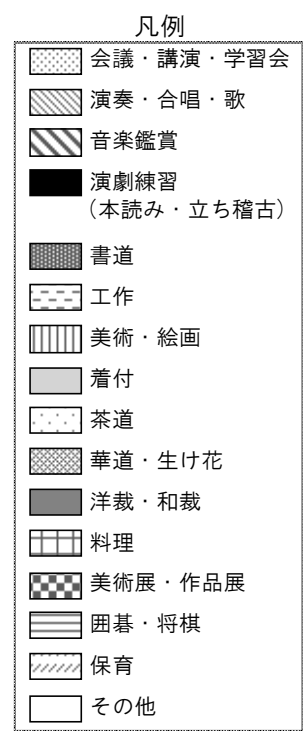 凡例
会議・講演・学習会
演奏・合唱・歌
音楽鑑賞
演劇練習
（本読み・立ち稽古）
書道
工作
美術・絵画
着付
茶道
華道・生け花
洋裁・和裁
料理
美術展・作品展
囲碁・将棋
保育
その他